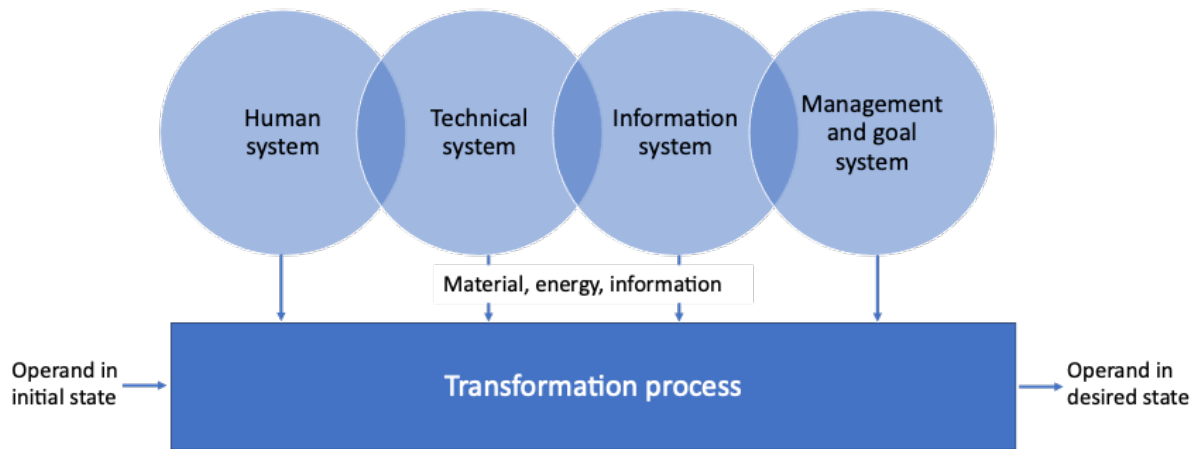 Human
system
Technical
system
Information
system
Management
and goal
system
Material, energy, information
Operand in
initial state
Transformation process
Operand in
desired state